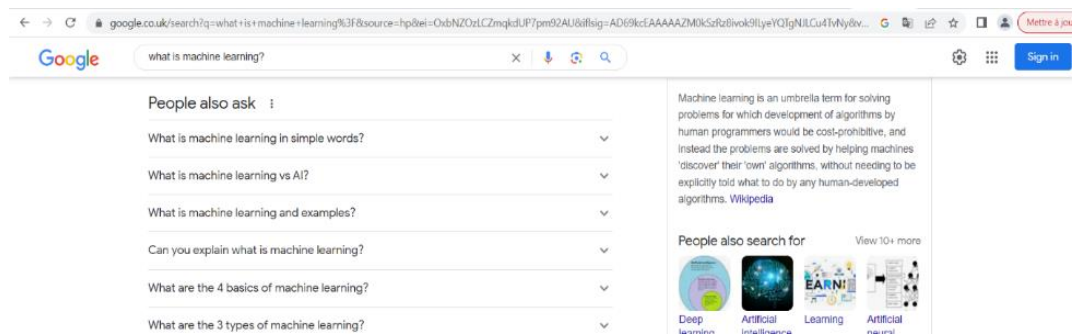 google.co.uk/search?q=what+is+machine+learning%3F&source=hp&ei=
Mettre à jou
Google
what is machine learning?
Sign in
People also ask
What is machine learning in simple words?
What is machine learning vs AI?
What is machine learning and examples?
Can you explain what is machine learning?
What are the 4 basics of machine learning?
What are the 3 types of machine learning?
Machine learning is an umbrella term for solving
problems for which development of algorithms by
human programmers would be cost-prohibitive, and
instead the problems are solved by helping machines
'discover' their 'own' algorithms, without needing to be
explicitly told what to do by any human-developed
algorithms. Wikipedia
People also search for
View 10+ more
EARNI
Deep
learning
Artificial
intelligence
Learning
Artificial
neural